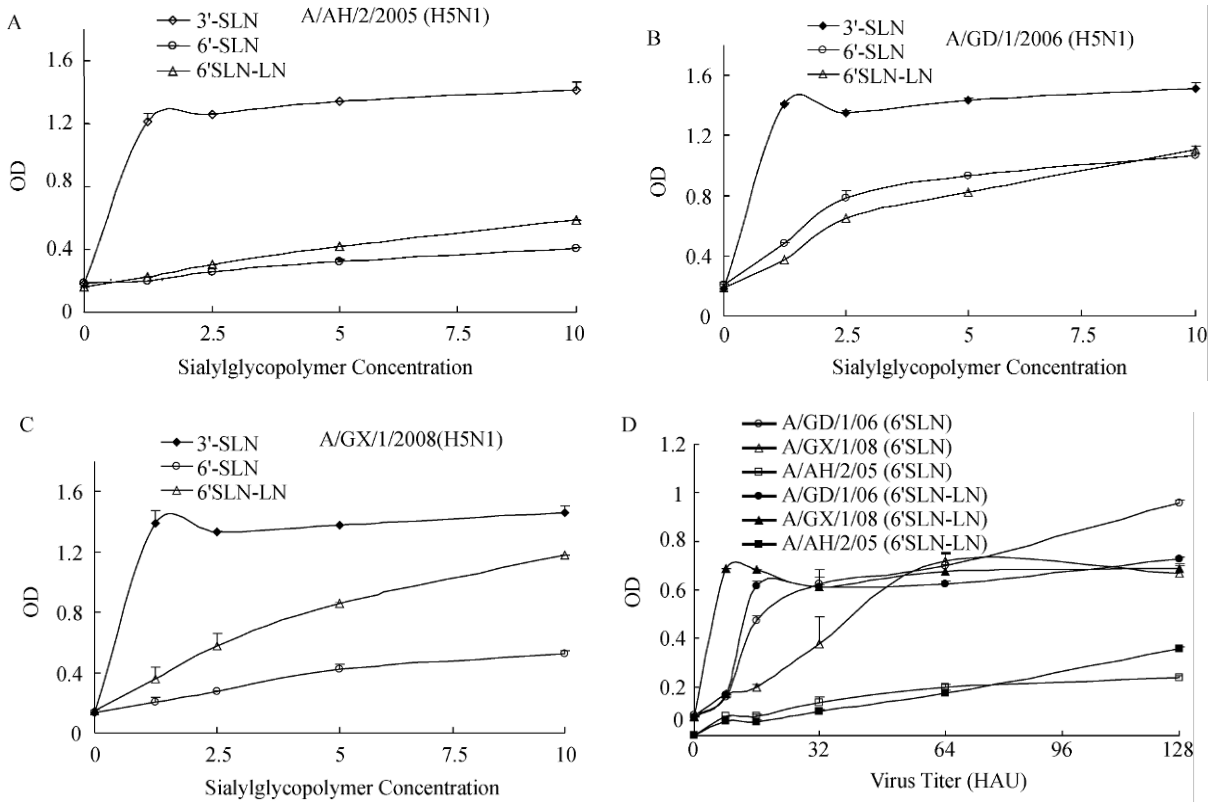 A
A/AH/2/2005 (H5N1)
3'-SLN
6'-SLN
6'SLN-LN
OD
1.6
1.2
0.8
0.4
0
0
2.5
5
7.5
10
Sialylglycopolymer Concentration
B
A/GD/1/2006 (H5N1)
3'-SLN
6'-SLN
6'SLN-LN
OD
1.6
1.2
0.8
0.4
0
0
2.5
5
7.5
10
Sialylglycopolymer Concentration
C
A/GX/1/2008(H5N1)
3'-SLN
6'-SLN
6'SLN-LN
OD
1.6
1.2
0.8
0.4
0
0
2.5
5
7.5
10
Sialylglycopolymer Concentration
D
A/GD/1/06 (6'SLN)
A/GX/1/08 (6'SLN)
A/AH/2/05 (6'SLN)
A/GD/1/06 (6'SLN-LN)
A/GX/1/08 (6'SLN-LN)
A/AH/2/05 (6'SLN-LN)
OD
1.2
1
0.8
0.6
0.4
0.2
0
0
32
64
96
128
Virus Titer (HAU)